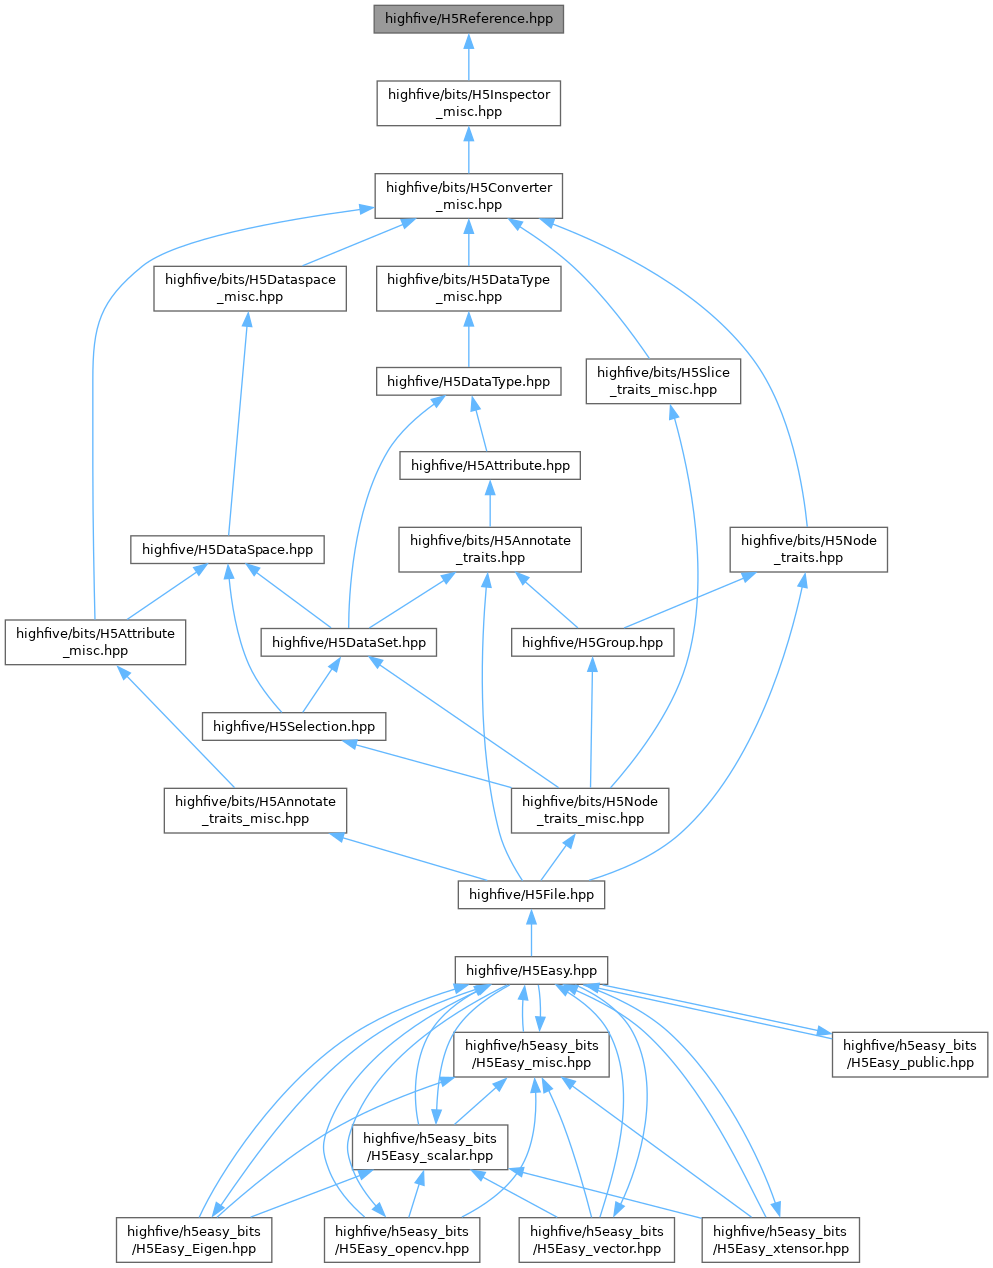 highfive/H5Reference.hpp
highfive/bits/H5Inspector
_misc.hpp
highfive/bits/H5Converter
_misc.hpp
highfive/bits/H5Dataspace
_misc.hpp
highfive/bits/H5DataType
_misc.hpp
highfive/bits/H5Slice
_traits_misc.hpp
highfive/H5DataType.hpp
highfive/H5Attribute.hpp
highfive/H5DataSpace.hpp
highfive/bits/H5Annotate
_traits.hpp
highfive/bits/H5Node
_traits.hpp
highfive/bits/H5Attribute
_misc.hpp
highfive/H5DataSet.hpp
highfive/H5Group.hpp
highfive/H5Selection.hpp
highfive/bits/H5Annotate
_traits_misc.hpp
highfive/bits/H5Node
_traits_misc.hpp
highfive/H5File.hpp
highfive/H5Easy.hpp
highfive/h5easy_bits
/H5Easy_misc.hpp
highfive/h5easy_bits
/H5Easy_public.hpp
highfive/h5easy_bits
/H5Easy_scalar.hpp
highfive/h5easy_bits
/H5Easy_Eigen.hpp
highfive/h5easy_bits
/H5Easy_opencv.hpp
highfive/h5easy_bits
/H5Easy_vector.hpp
highfive/h5easy_bits
/H5Easy_xtensor.hpp